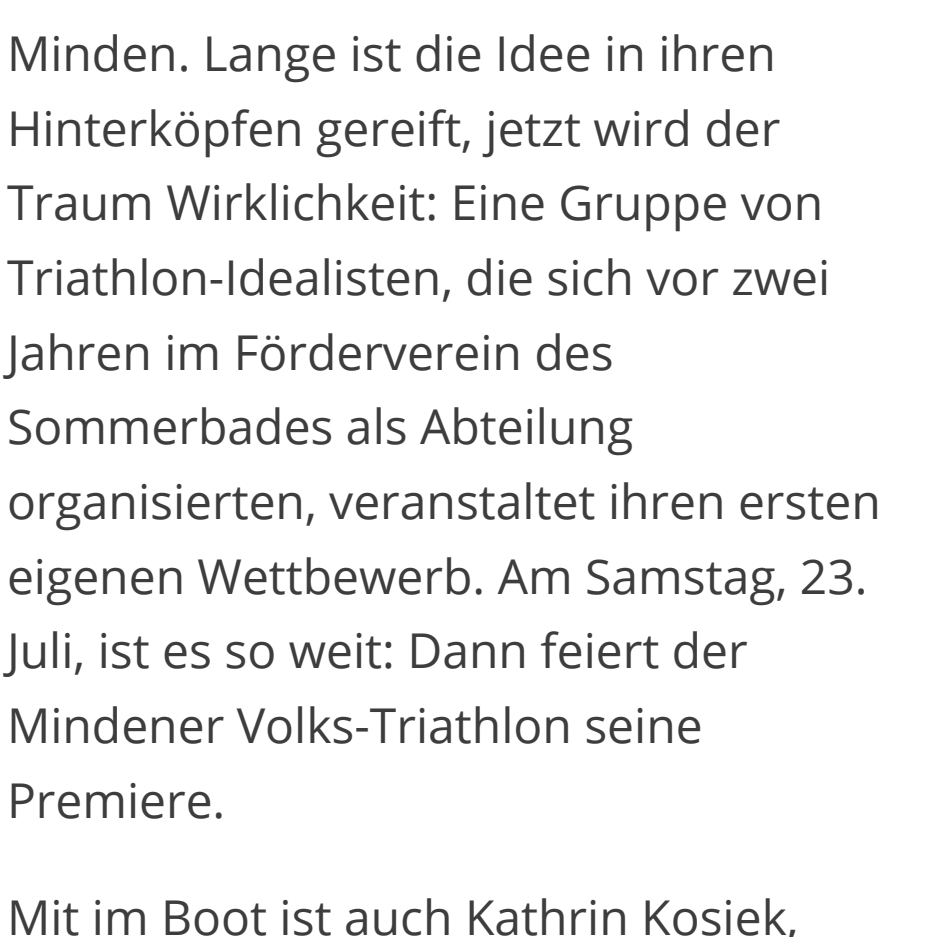 Minden. Lange ist die Idee in ihren
Hinterköpfen gereift, jetzt wird der
Traum Wirklichkeit: Eine Gruppe von
Triathlon-Idealisten, die sich vor zwei
Jahren im Förderverein des
Sommerbades als Abteilung
organisierten, veranstaltet ihren ersten
eigenen Wettbewerb. Am Samstag, 23.
Juli, ist es so weit: Dann feiert der
Mindener Volks-Triathlon seine
Premiere.
Mit im Boot ist auch Kathrin Kosiek,